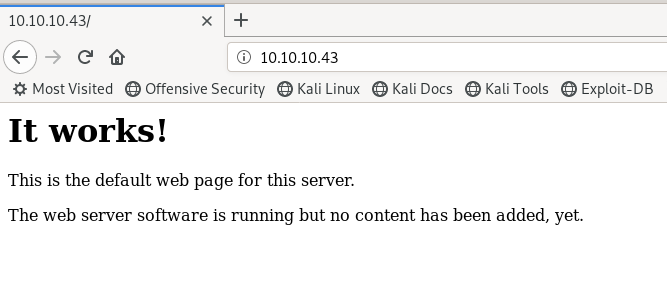 10.10.10.43/
10.10.10.43
Most Visited Offensive Security Kali Linux Kali Docs Kali Tools Exploit-DB
It works!
This is the default web page for this server.
The web server software is running but no content has been added, yet.